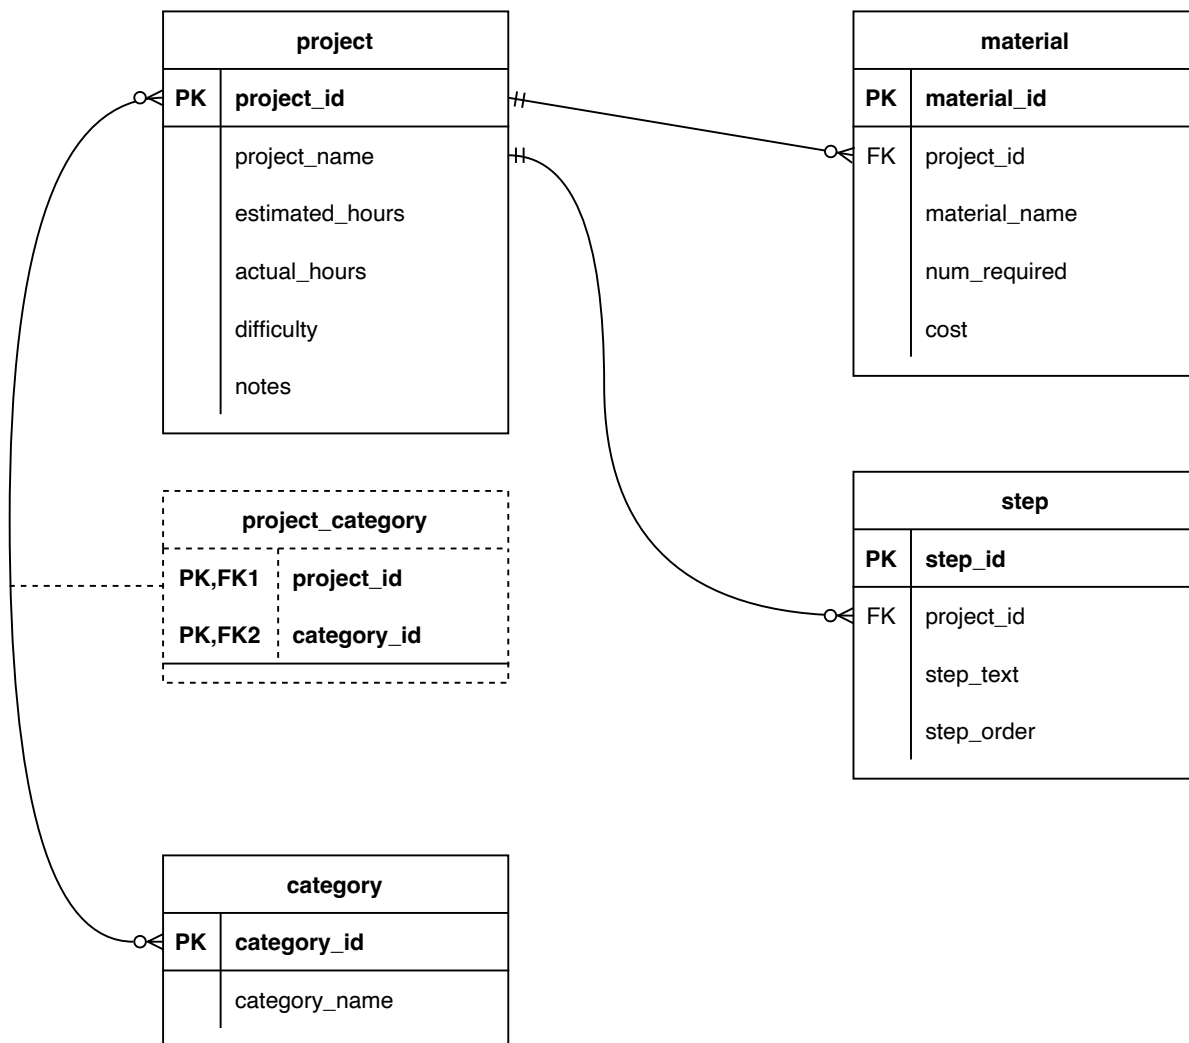 project
PK project_id
project_name
estimated_hours
actual_hours
difficulty
notes
material
PK material_id
FK project_id
material_name
num_required
cost
project_category
PK,FK1 project_id
PK,FK2 category_id
step
PK step_id
FK project_id
step_text
step_order
category
PK category_id
category_name